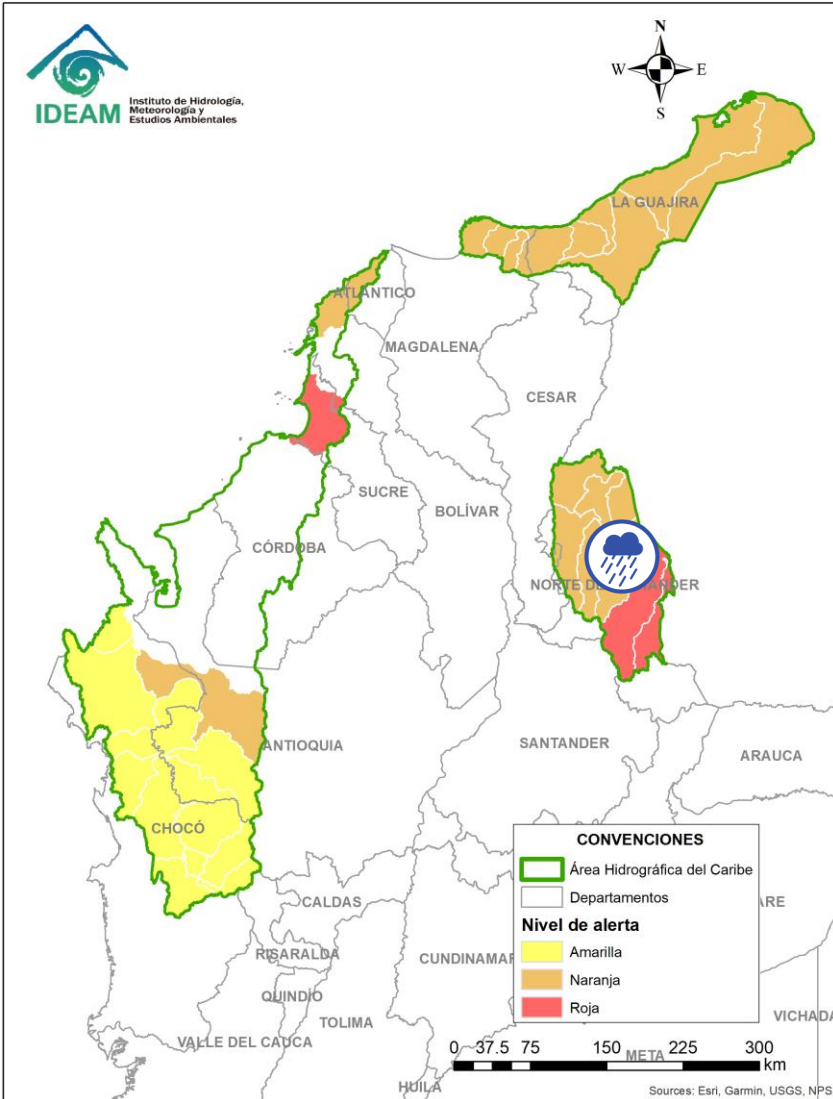 IDEAM
Instituto de Hidrología,
Meteorología y
Estudios Ambientales
N
W
E
S
LA GUAJIRA
ATLÁNTICO
MAGDALENA
CESAR
SUCRE
BOLÍVAR
CÓRDOBA
NORTE DE
ANDER
ANTIOQUIA
SANTANDER
ARAUCA
CHOCÓ
CALDAS
RISARALDA
QUINDÍO
TOLIMA
CUNDINAMAR
ARE
VICHADA
VALLE DEL CAUCA
META
HUILA
CONVENCIONES
Área Hidrográfica del Caribe
Departamentos
Nivel de alerta
Amarilla
Naranja
Roja
0 37.5 75 150 225 300
km
Sources: Esri, Garmin, USGS, NPS